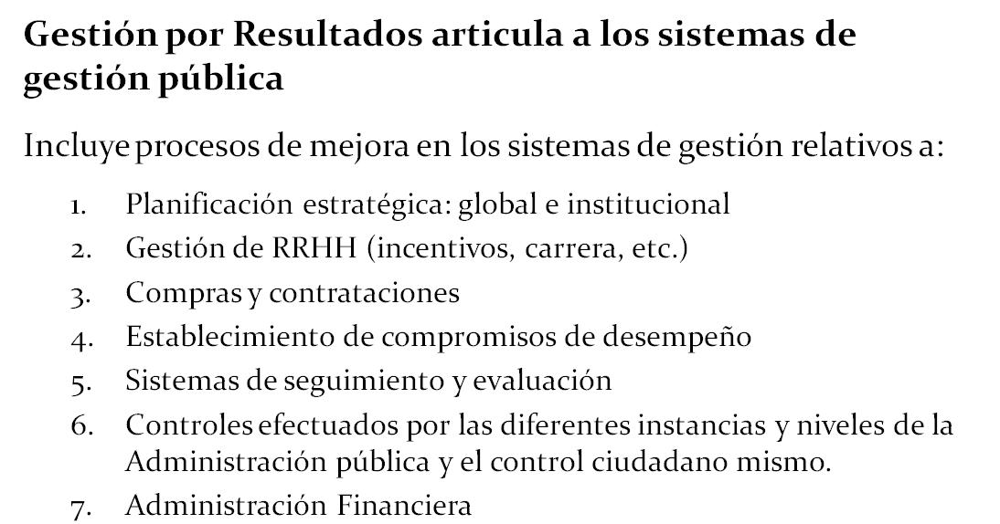 Gestión por Resultados articula a los sistemas de
gestión pública
Incluye procesos de mejora en los sistemas de gestión relativos a:
1. Planificación estratégica: global e institucional
2. Gestión de RRHH (incentivos, carrera, etc.)
3. Compras y contrataciones
4. Establecimiento de compromisos de desempeño
5. Sistemas de seguimiento y evaluación
6. Controles efectuados por las diferentes instancias y niveles de la
Administración pública y el control ciudadano mismo.
7. Administración Financiera